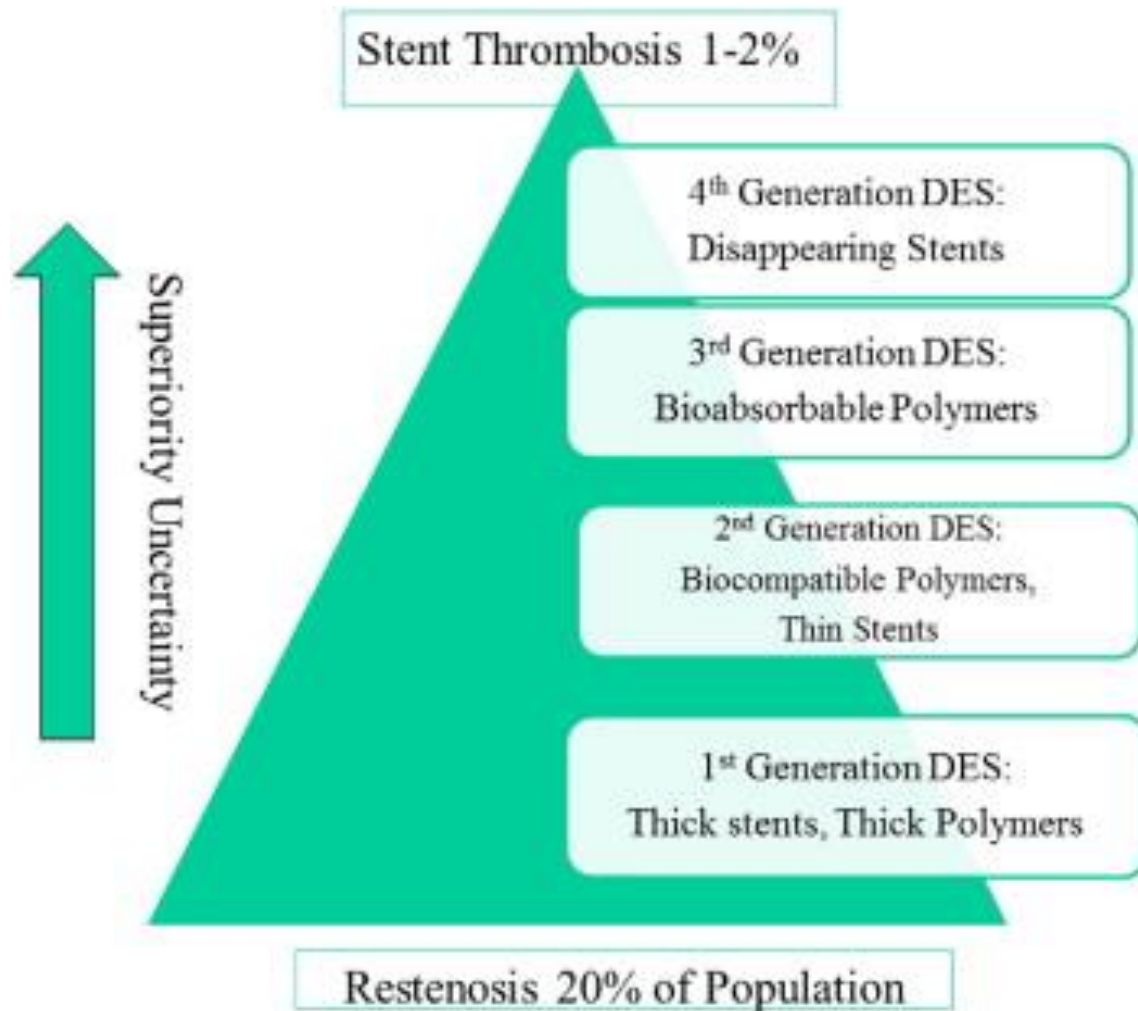 Stent Thrombosis 1-2%
4th Generation DES:
Disappearing Stents
3rd Generation DES:
Bioabsorbable Polymers
2nd Generation DES:
Biocompatible Polymers,
Thin Stents
1st Generation DES:
Thick stents, Thick Polymers
Superiority Uncertainty
Restenosis 20% of Population